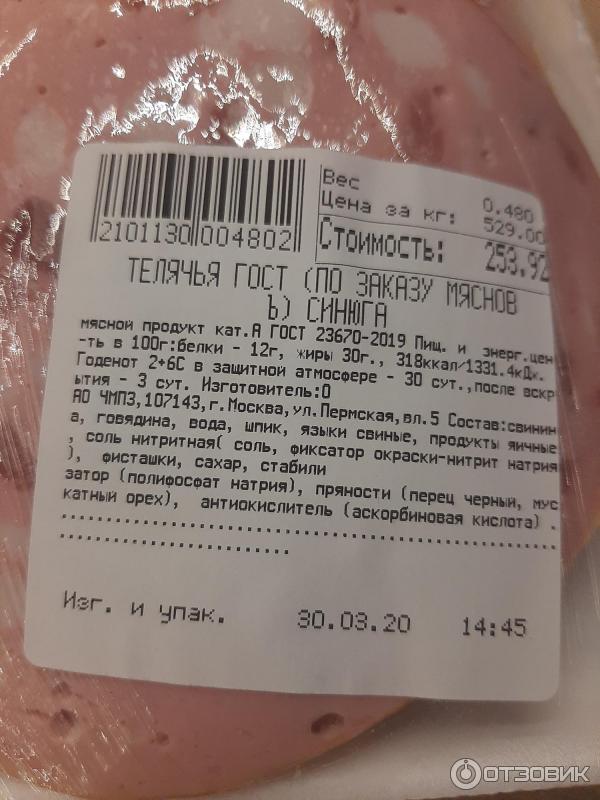 2101130 004802
Вес 0.480
Цена за кг: 529.00
Стоимость: 253.92
ТЕЛЯЧЬЯ ГОСТ (ПО ЗАКАЗУ МЯСНОВ
Ъ) СИНЮГА
мясной продукт кат.А ГОСТ 23670-2019 Пищ. и энерг.цен
-ть в 100г:белки - 12г, жиры 30г., 318ккал/1331.4кДж.
Годенот 2+6С в защитной атмосфере - 30 сут.,после вскр
ытия - 3 сут. Изготовитель:О
АО ЧМПЗ,107143,г.Москва,ул.Пермская,вл.5 Состав:свинин
а, говядина, вода, шпик, языки свиные, продукты яичные
, соль нитритная( соль, фиксатор окраски-нитрит натрия
), фисташки, сахар, стабили
затор (полифосфат натрия), пряности (перец черный, мус
катный орех), антиокислитель (аскорбиновая кислота) .
Изг. и упак. 30.03.20 14:45
ОТЗОВИК